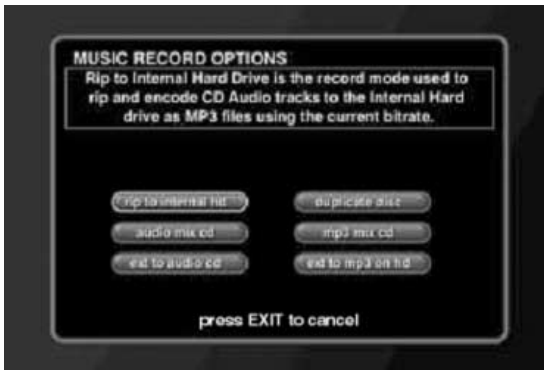 MUSIC RECORD OPTIONS
Rip to Internal Hard Drive is the record mode used to
rip and encode CD Audio tracks to the Internal Hard
drive as MP3 files using the current bitrate.
rip to internal hd duplicate disc
audio mix cd mp3 mix cd
ext to audio cd ext to mp3 on hd
press EXIT to cancel